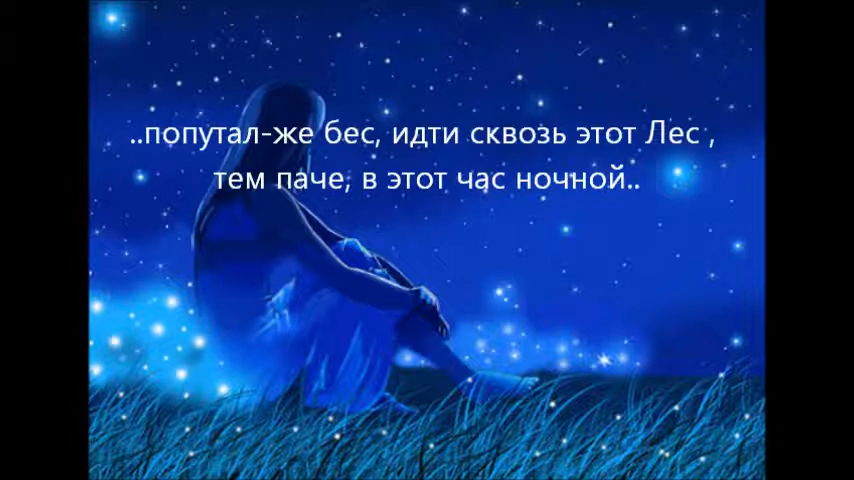 ..попутал-же бес, идти сквозь этот Лес ,
тем паче, в этот час ночной..